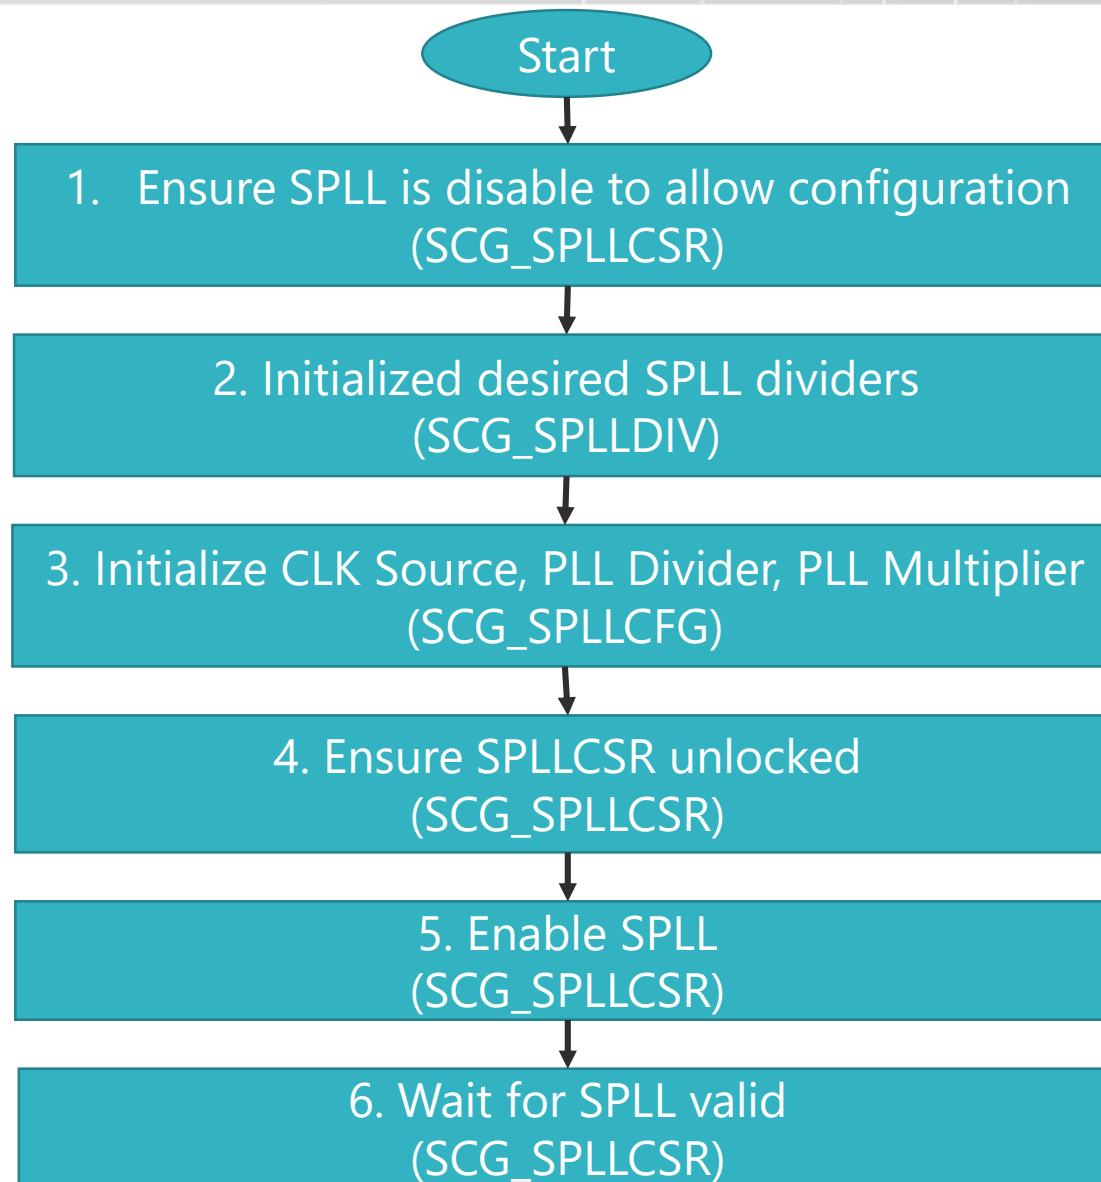 Start
1. Ensure SPLL is disable to allow configuration
(SCG_SPLLCSR)
2. Initialized desired SPLL dividers
(SCG_SPLLDIV)
3. Initialize CLK Source, PLL Divider, PLL Multiplier
(SCG_SPLLCFG)
4. Ensure SPLLCSR unlocked
(SCG_SPLLCSR)
5. Enable SPLL
(SCG_SPLLCSR)
6. Wait for SPLL valid
(SCG_SPLLCSR)